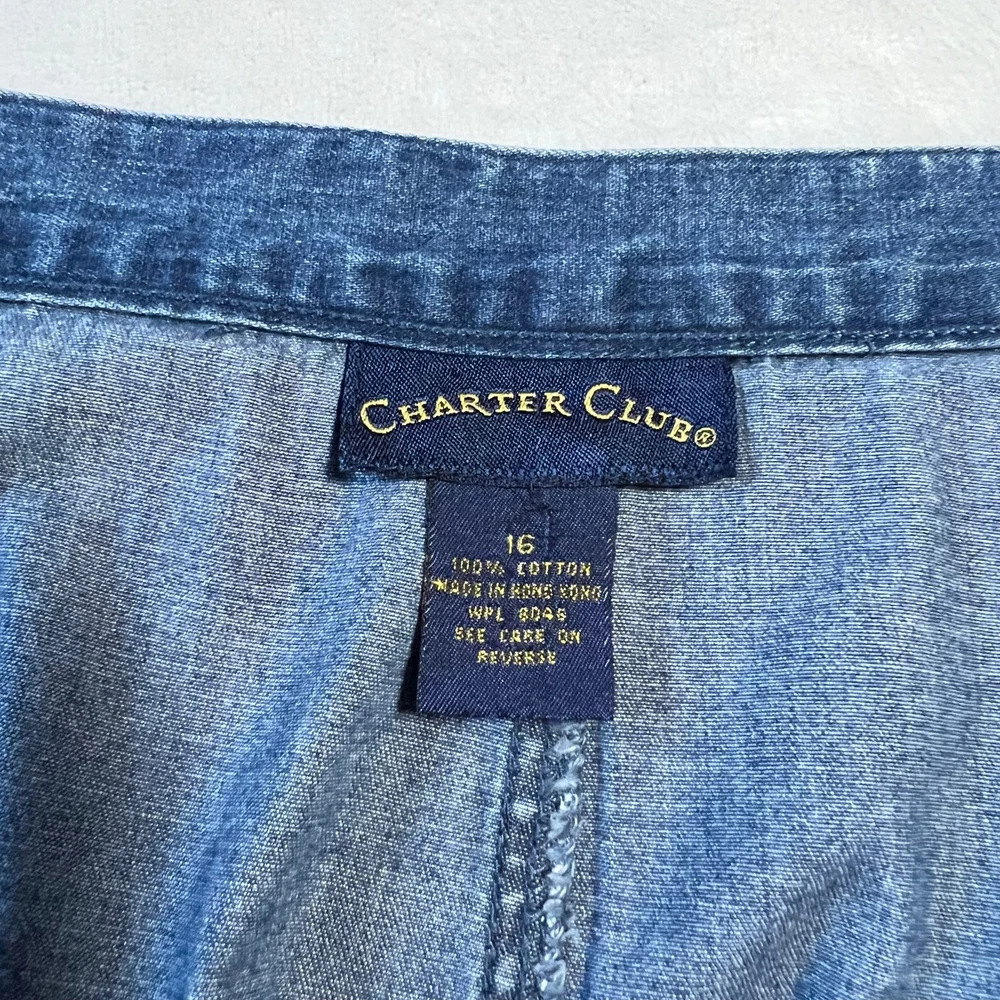 CHARTER CLUB®
16
100% COTTON
MADE IN HONG KONG
WPL 8046
SEE CARE ON
REVERSE